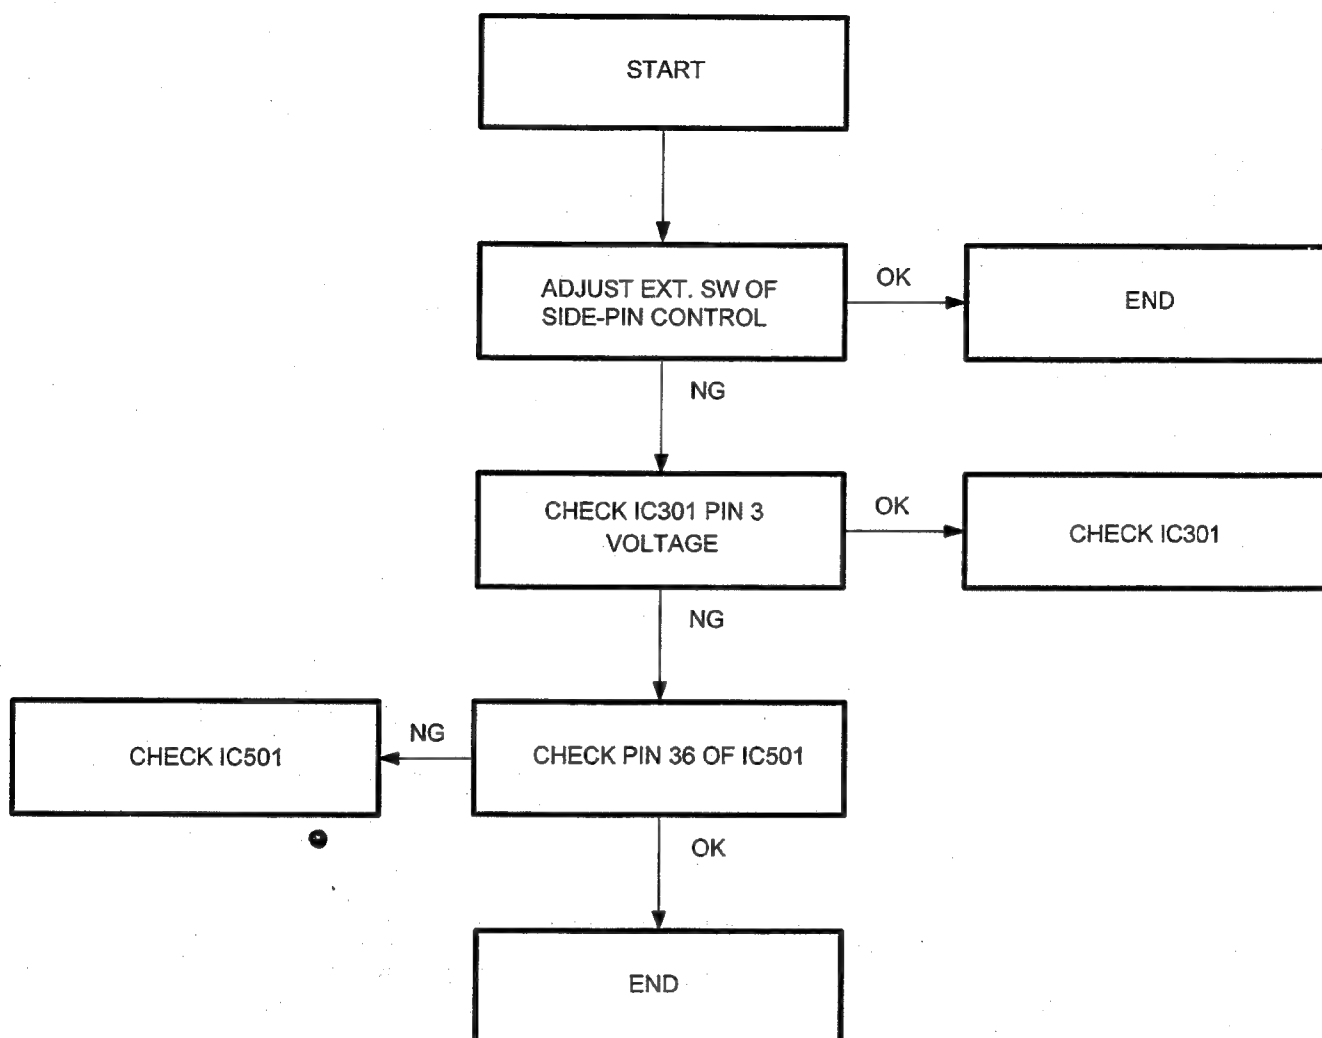 START
ADJUST EXT. SW OF
SIDE-PIN CONTROL
OK
END
NG
CHECK IC301 PIN 3
VOLTAGE
OK
CHECK IC301
NG
CHECK IC501
NG
CHECK PIN 36 OF IC501
OK
END